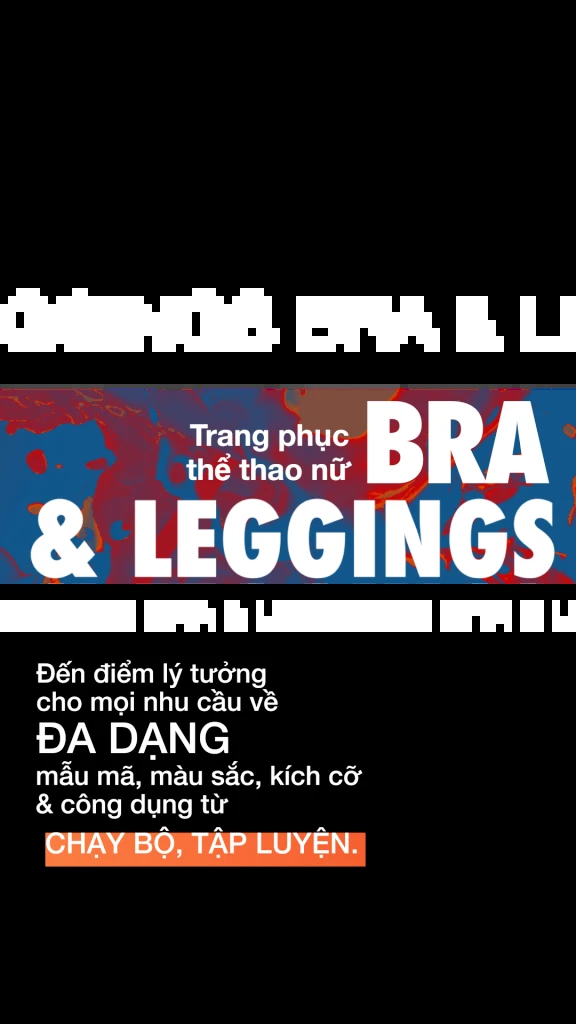 BRA & L
Trang phục
thể thao nữ BRA
& LEGGINGS
Đến điểm lý tưởng
cho mọi nhu cầu về
ĐA DẠNG
mẫu mã, màu sắc, kích cỡ
& công dụng từ
CHẠY BỘ, TẬP LUYỆN.